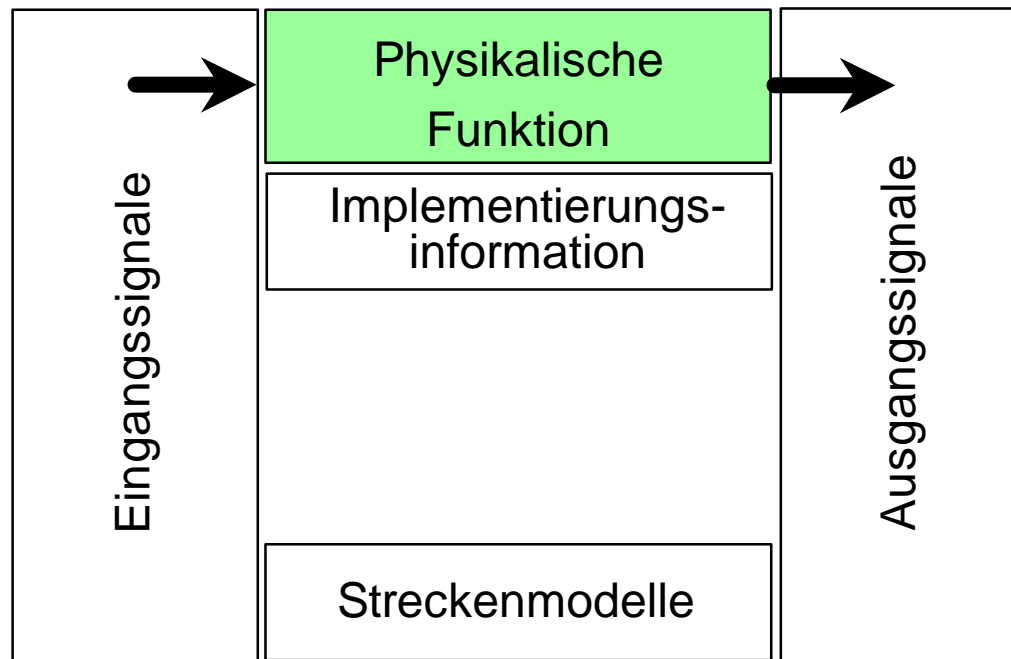 Eingangssignale
Physikalische
Funktion
Implementierungs-
information
Streckenmodelle
Ausgangssignale